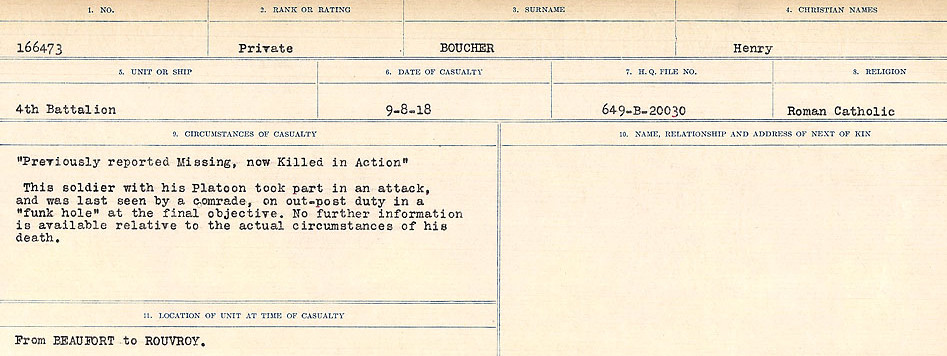 1. NO. 2. RANK OR RATING 3. SURNAME 4. CHRISTIAN NAMES
166473 Private BOUCHER Henry
5. UNIT OR SHIP 6. DATE OF CASUALTY 7. H.Q. FILE NO. 8. RELIGION
4th Battalion 9-8-18 649-B-20030 Roman Catholic
9. CIRCUMSTANCES OF CASUALTY
"Previously reported Missing, now Killed in Action"
This soldier with his Platoon took part in an attack,
and was last seen by a comrade, on out-post duty in a
"funk hole" at the final objective. No further information
is available relative to the actual circumstances of his
death.
10. NAME, RELATIONSHIP AND ADDRESS OF NEXT OF KIN
11. LOCATION OF UNIT AT TIME OF CASUALTY
From BEAUFORT to ROUVROY.